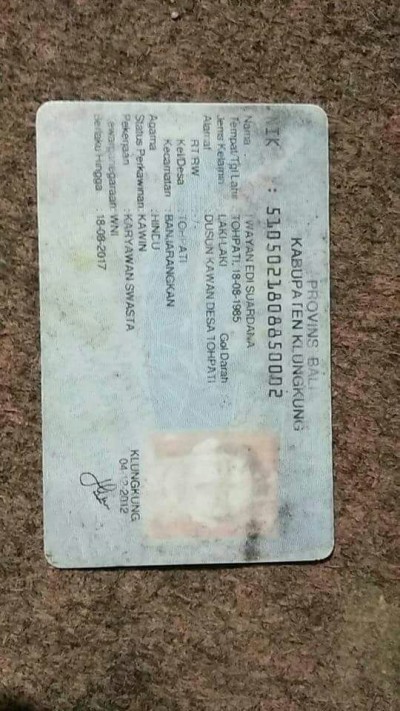 PROVINSI BALI
KABUPATEN KLUNGKUNG
NIK : 5105021808850002
Nama I WAYAN EDI SUARDANA
Tempat Tgl Lahir TOHPATI, 18-08-1985
Jenis Kelamin LAKI-LAKI Gol Darah
Alamat : DUSUN KAWAN DESA TOHPATI
RT RW
Kel/Desa TOHPATI
Kecamatan : BANJARANGKAN
Agama : HINDU
Status Perkawinan: KAWIN
Pekerjaan : KARYAWAN SWASTA
Kewarganegaraan: WNI
Berlaku Hingga : 18-08-2017
KLUNGKUNG
2012